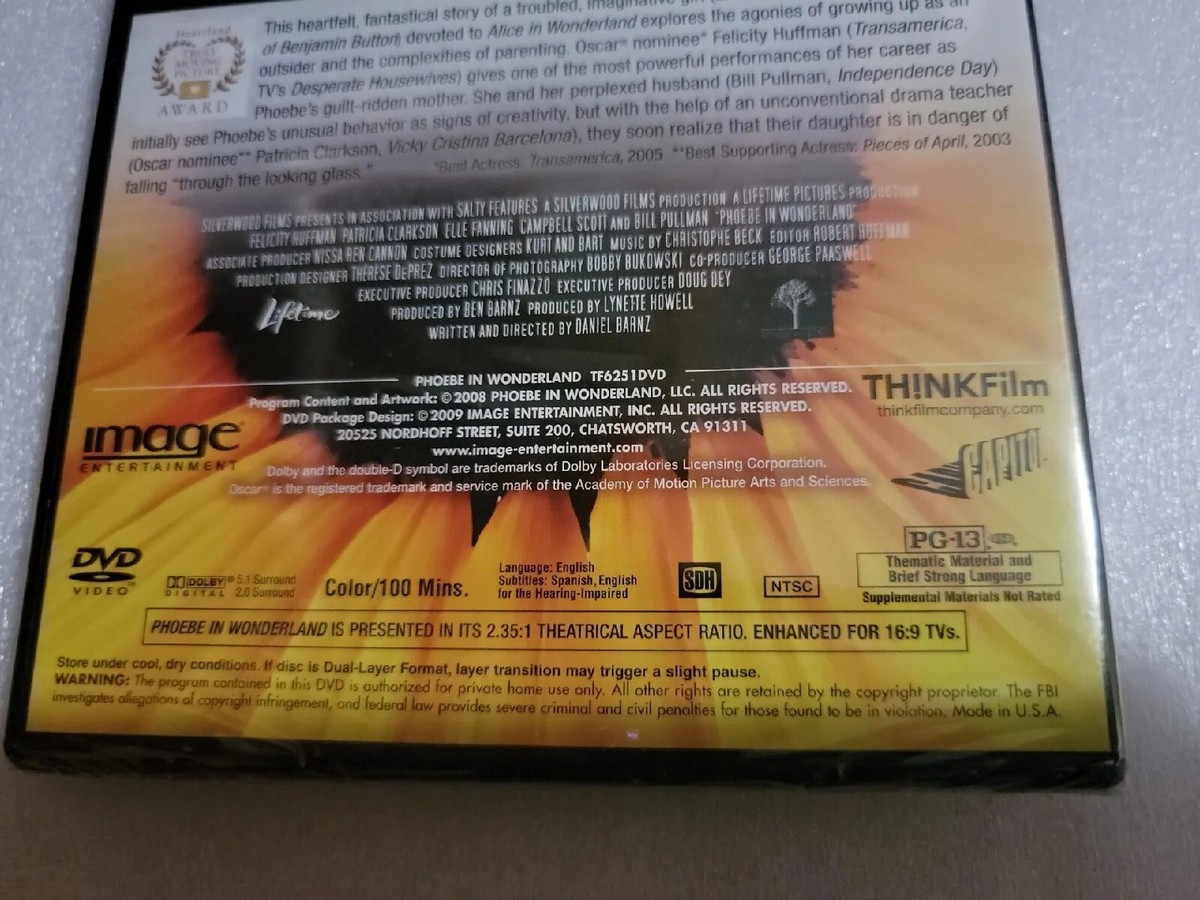 This heartfelt, fantastical story of a troubled, imaginative
of Benjamin Button) devoted to Alice in Wonderland explores the agonies of growing up as an
outsider and the complexities of parenting. Oscar® nominee* Felicity Huffman (Transamerica,
TV's Desperate Housewives) gives one of the most powerful performances of her career as
Phoebe's guilt-ridden mother. She and her perplexed husband (Bill Pullman, Independence Day)
initially see Phoebe's unusual behavior as signs of creativity, but with the help of an unconventional drama teacher
(Oscar nominee** Patricia Clarkson, Vicky Cristina Barcelona), they soon realize that their daughter is in danger of
falling "through the looking glass."
*Best Actress: Transamerica, 2005 **Best Supporting Actress: Pieces of April, 2003
Heartland
TRULY
MOVING
PICTURE
AWARD
SILVERWOOD FILMS PRESENTS IN ASSOCIATION WITH SALTY FEATURES A SILVERWOOD FILMS PRODUCTION A LIFETIME PICTURES PRODUCTION
FELICITY HUFFMAN PATRICIA CLARKSON ELLE FANNING CAMPBELL SCOTT AND BILL PULLMAN "PHOEBE IN WONDERLAND"
ASSOCIATE PRODUCER NISSA REN CANNON COSTUME DESIGNERS KURT AND BART MUSIC BY CHRISTOPHE BECK EDITOR ROBERT HOFFMAN
PRODUCTION DESIGNER THERESE DePREZ DIRECTOR OF PHOTOGRAPHY BOBBY BUKOWSKI CO-PRODUCER GEORGE PAASWELL
EXECUTIVE PRODUCER CHRIS FINAZZO EXECUTIVE PRODUCER DOUG DEY
PRODUCED BY BEN BARNZ PRODUCED BY LYNETTE HOWELL
WRITTEN AND DIRECTED BY DANIEL BARNZ
Lifetime
PHOEBE IN WONDERLAND TF6251DVD
Program Content and Artwork: © 2008 PHOEBE IN WONDERLAND, LLC. ALL RIGHTS RESERVED.
DVD Package Design: © 2009 IMAGE ENTERTAINMENT, INC. ALL RIGHTS RESERVED.
20525 NORDHOFF STREET, SUITE 200, CHATSWORTH, CA 91311
www.image-entertainment.com
Dolby and the double-D symbol are trademarks of Dolby Laboratories Licensing Corporation.
Oscar® is the registered trademark and service mark of the Academy of Motion Picture Arts and Sciences.
image®
ENTERTAINMENT
TH!NKFilm
thinkfilmcompany.com
CAPITOL
DVD
VIDEO™
DOLBY® 5.1 Surround
DIGITAL 2.0 Surround
Color/100 Mins.
Language: English
Subtitles: Spanish, English
for the Hearing-Impaired
SDH
NTSC
PG-13
Thematic Material and
Brief Strong Language
Supplemental Materials Not Rated
PHOEBE IN WONDERLAND IS PRESENTED IN ITS 2.35:1 THEATRICAL ASPECT RATIO. ENHANCED FOR 16:9 TVs.
Store under cool, dry conditions. If disc is Dual-Layer Format, layer transition may trigger a slight pause.
WARNING: The program contained in this DVD is authorized for private home use only. All other rights are retained by the copyright proprietor. The FBI
investigates allegations of copyright infringement, and federal law provides severe criminal and civil penalties for those found to be in violation. Made in U.S.A.